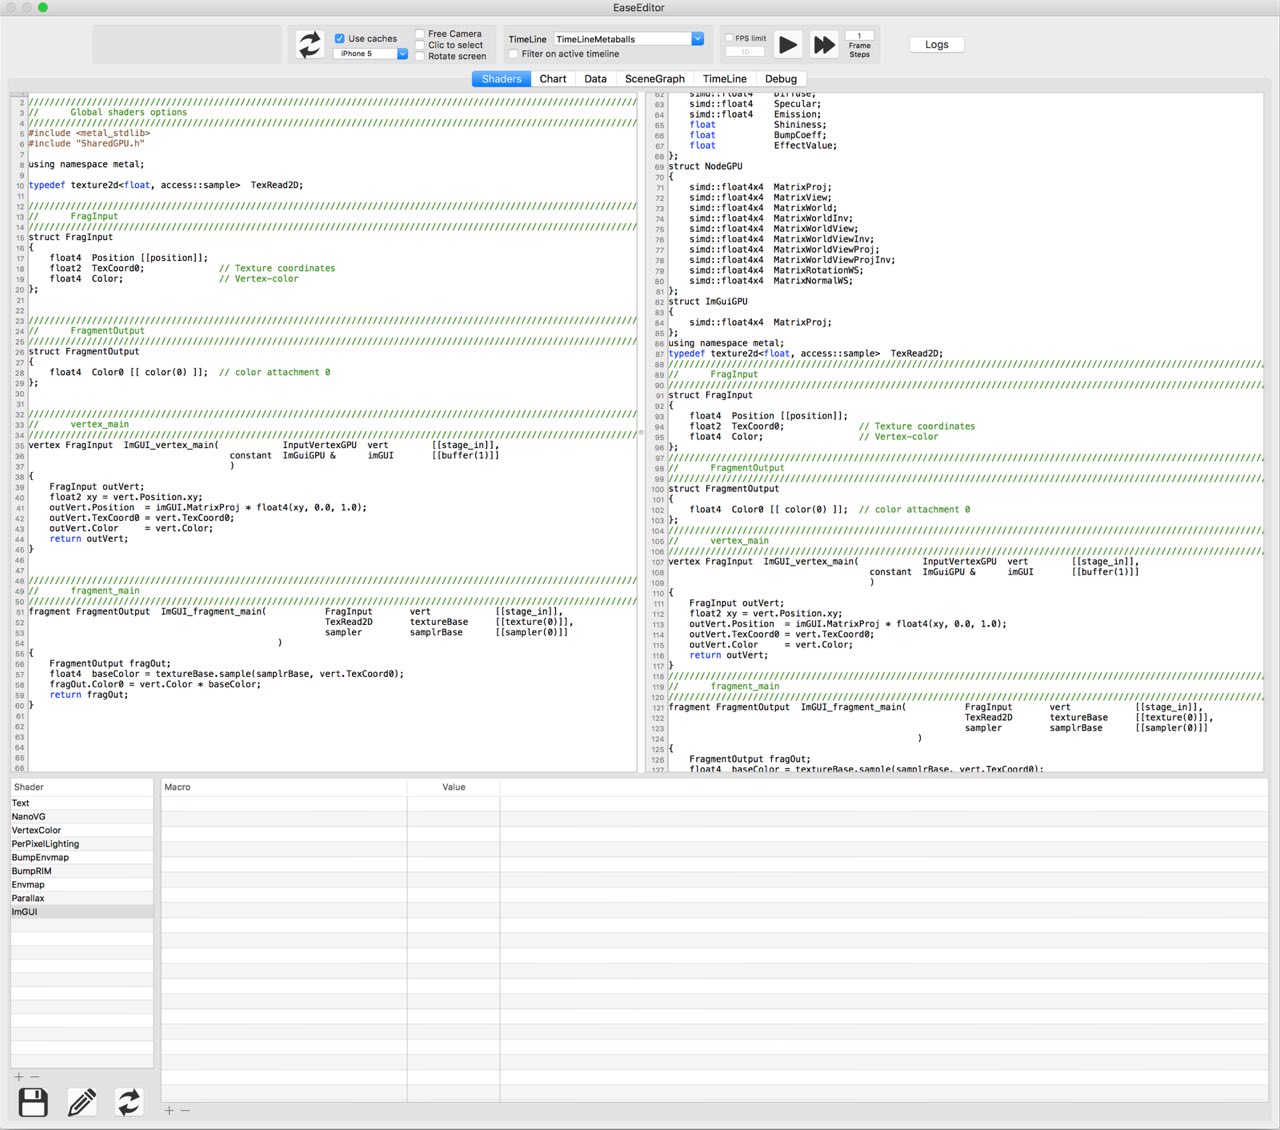 EaseEditor
Use caches
iPhone 5
Free Camera
Clic to select
Rotate screen
TimeLine TimeLineMetaballs
Filter on active timeline
FPS limit
10
1
Frame
Steps
Logs
Shaders Chart Data SceneGraph TimeLine Debug
2 ////////////////////////////////////////////////////////////////////////////////////////////////////////////////////
3 // Global shaders options
4 ////////////////////////////////////////////////////////////////////////////////////////////////////////////////////
5 #include <metal_stdlib>
6 #include "SharedGPU.h"
7
8 using namespace metal;
9
10 typedef texture2d<float, access::sample> TexRead2D;
11
12 ////////////////////////////////////////////////////////////////////////////////////////////////////////////////////
13 // FragInput
14 ////////////////////////////////////////////////////////////////////////////////////////////////////////////////////
15 struct FragInput
16 {
17 float4 Position [[position]];
18 float2 TexCoord0; // Texture coordinates
19 float4 Color; // Vertex-color
20 };
21
22
23 ////////////////////////////////////////////////////////////////////////////////////////////////////////////////////
24 // FragmentOutput
25 ////////////////////////////////////////////////////////////////////////////////////////////////////////////////////
26 struct FragmentOutput
27 {
28 float4 Color0 [[ color(0) ]]; // color attachment 0
29 };
30
31
32 ////////////////////////////////////////////////////////////////////////////////////////////////////////////////////
33 // vertex_main
34 ////////////////////////////////////////////////////////////////////////////////////////////////////////////////////
35 vertex FragInput ImGUI_vertex_main( InputVertexGPU vert [[stage_in]],
36 constant ImGuiGPU & imGUI [[buffer(1)]]
37 )
38 {
39 FragInput outVert;
40 float2 xy = vert.Position.xy;
41 outVert.Position = imGUI.MatrixProj * float4(xy, 0.0, 1.0);
42 outVert.TexCoord0 = vert.TexCoord0;
43 outVert.Color = vert.Color;
44 return outVert;
45 }
46
47
48 ////////////////////////////////////////////////////////////////////////////////////////////////////////////////////
49 // fragment_main
50 ////////////////////////////////////////////////////////////////////////////////////////////////////////////////////
51 fragment FragmentOutput ImGUI_fragment_main( FragInput vert [[stage_in]],
52 TexRead2D textureBase [[texture(0)]],
53 sampler samplrBase [[sampler(0)]]
54 )
55 {
56 FragmentOutput fragOut;
57 float4 baseColor = textureBase.sample(samplrBase, vert.TexCoord0);
58 fragOut.Color0 = vert.Color * baseColor;
59 return fragOut;
60 }
61
62
63
64
65
66
62 simd::float4 Diffuse;
63 simd::float4 Specular;
64 simd::float4 Emission;
65 float Shininess;
66 float BumpCoeff;
67 float EffectValue;
68 };
69 struct NodeGPU
70 {
71 simd::float4x4 MatrixProj;
72 simd::float4x4 MatrixView;
73 simd::float4x4 MatrixWorld;
74 simd::float4x4 MatrixWorldInv;
75 simd::float4x4 MatrixWorldView;
76 simd::float4x4 MatrixWorldViewInv;
77 simd::float4x4 MatrixWorldViewProj;
78 simd::float4x4 MatrixWorldViewProjInv;
79 simd::float4x4 MatrixRotationWS;
80 simd::float4x4 MatrixNormalWS;
81 };
82 struct ImGuiGPU
83 {
84 simd::float4x4 MatrixProj;
85 };
86 using namespace metal;
87 typedef texture2d<float, access::sample> TexRead2D;
88 ////////////////////////////////////////////////////////////////////////////////////////////////////////////////////
89 // FragInput
90 ////////////////////////////////////////////////////////////////////////////////////////////////////////////////////
91 struct FragInput
92 {
93 float4 Position [[position]];
94 float2 TexCoord0; // Texture coordinates
95 float4 Color; // Vertex-color
96 };
97 ////////////////////////////////////////////////////////////////////////////////////////////////////////////////////
98 // FragmentOutput
99 ////////////////////////////////////////////////////////////////////////////////////////////////////////////////////
100 struct FragmentOutput
101 {
102 float4 Color0 [[ color(0) ]]; // color attachment 0
103 };
104 ////////////////////////////////////////////////////////////////////////////////////////////////////////////////////
105 // vertex_main
106 ////////////////////////////////////////////////////////////////////////////////////////////////////////////////////
107 vertex FragInput ImGUI_vertex_main( InputVertexGPU vert [[stage_in]],
108 constant ImGuiGPU & imGUI [[buffer(1)]]
109 )
110 {
111 FragInput outVert;
112 float2 xy = vert.Position.xy;
113 outVert.Position = imGUI.MatrixProj * float4(xy, 0.0, 1.0);
114 outVert.TexCoord0 = vert.TexCoord0;
115 outVert.Color = vert.Color;
116 return outVert;
117 }
118 ////////////////////////////////////////////////////////////////////////////////////////////////////////////////////
119 // fragment_main
120 ////////////////////////////////////////////////////////////////////////////////////////////////////////////////////
121 fragment FragmentOutput ImGUI_fragment_main( FragInput vert [[stage_in]],
122 TexRead2D textureBase [[texture(0)]],
123 sampler samplrBase [[sampler(0)]]
124 )
125 {
126 FragmentOutput fragOut;
127 float4 baseColor = textureBase.sample(samplrBase, vert.TexCoord0);
Shader
Text
NanoVG
VertexColor
PerPixelLighting
BumpEnvmap
BumpRIM
Envmap
Parallax
ImGUI
Macro Value